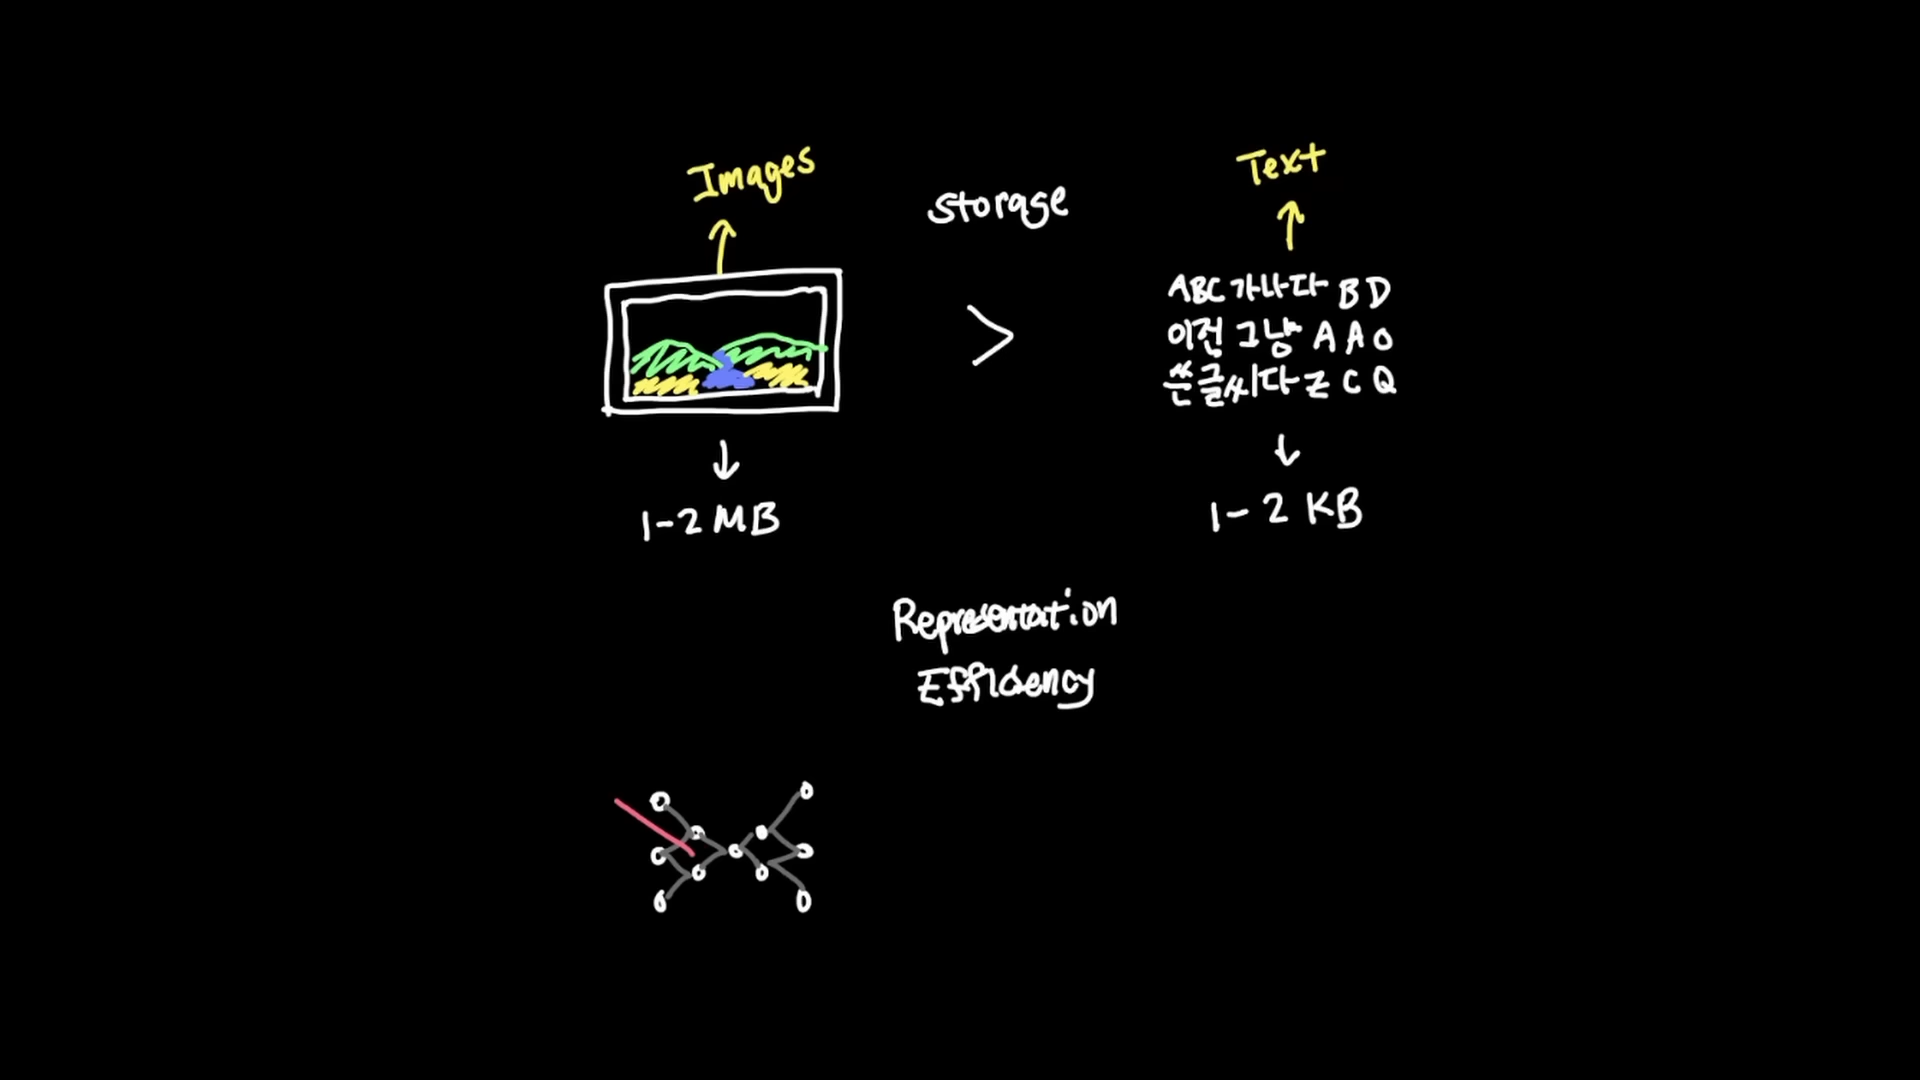 Images
Storage
Text
>
ABC 가나다 B D
이건 그냥 A A O
쓴 글씨다 Z C Q
1-2 MB
1-2 KB
Representation
Efficiency